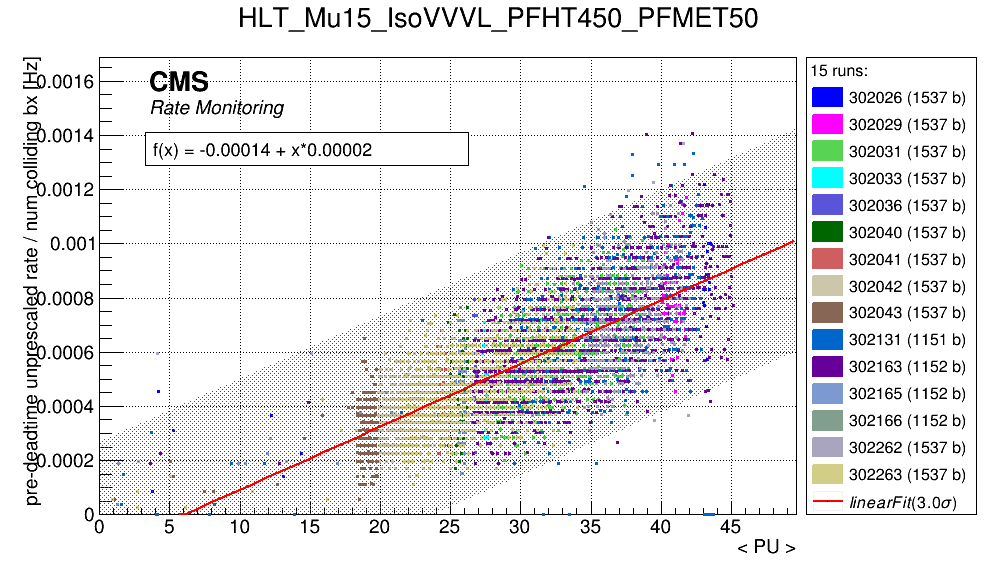 HLT_Mu15_IsoVVVL_PFHT450_PFMET50
pre-deadtime unprescaled rate / num colliding bx [Hz]
CMS
Rate Monitoring
f(x) = -0.00014 + x*0.00002
0.0016
0.0014
0.0012
0.001
0.0008
0.0006
0.0004
0.0002
0
0 5 10 15 20 25 30 35 40 45
< PU >
15 runs:
302026 (1537 b)
302029 (1537 b)
302031 (1537 b)
302033 (1537 b)
302036 (1537 b)
302040 (1537 b)
302041 (1537 b)
302042 (1537 b)
302043 (1537 b)
302131 (1151 b)
302163 (1152 b)
302165 (1152 b)
302166 (1152 b)
302262 (1537 b)
302263 (1537 b)
linearFit(3.0σ)